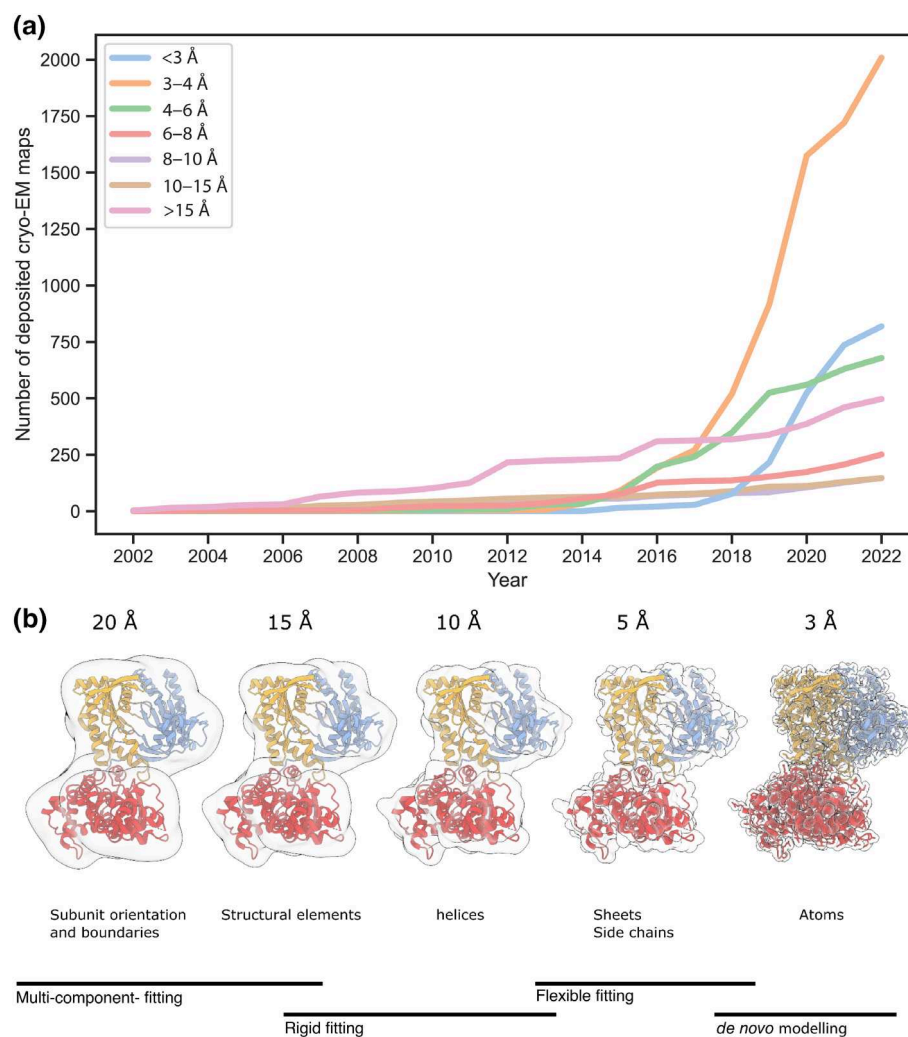 (a)
2000
1750
1500
1250
1000
750
500
250
0
Number of deposited cryo-EM maps
<3 Å
3–4 Å
4–6 Å
6–8 Å
8–10 Å
10–15 Å
>15 Å
2002 2004 2006 2008 2010 2012 2014 2016 2018 2020 2022
Year
(b)
20 Å 15 Å 10 Å 5 Å 3 Å
Subunit orientation
and boundaries
Structural elements
helices
Sheets
Side chains
Atoms
Multi-component- fitting
Flexible fitting
Rigid fitting
de novo modelling